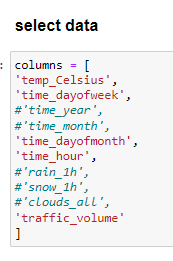 select data
: columns = [
'temp_Celsius',
'time_dayofweek',
#'time_year',
#'time_month',
'time_dayofmonth',
'time_hour',
#'rain_1h',
#'snow_1h',
#'clouds_all',
'traffic_volume'
]